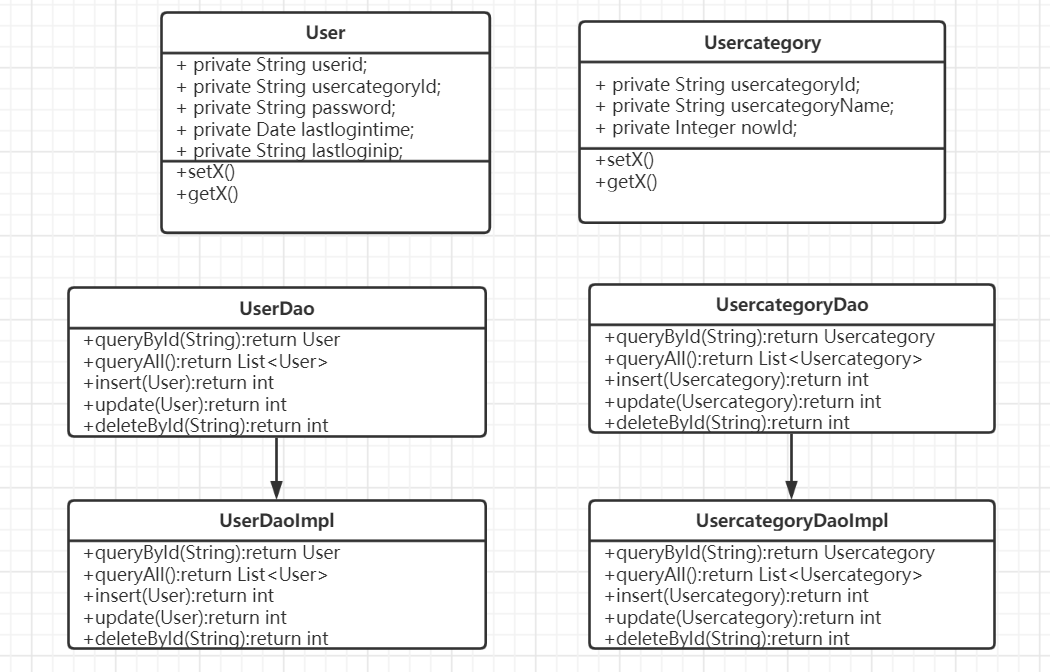 User
+ private String userid;
+ private String usercategoryId;
+ private String password;
+ private Date lastlogintime;
+ private String lastloginip;
+setX()
+getX()
Usercategory
+ private String usercategoryId;
+ private String usercategoryName;
+ private Integer nowId;
+setX()
+getX()
UserDao
+queryById(String):return User
+queryAll():return List<User>
+insert(User):return int
+update(User):return int
+deleteById(String):return int
UsercategoryDao
+queryById(String):return Usercategory
+queryAll():return List<Usercategory>
+insert(Usercategory):return int
+update(Usercategory):return int
+deleteById(String):return int
UserDaoImpl
+queryById(String):return User
+queryAll():return List<User>
+insert(User):return int
+update(User):return int
+deleteById(String):return int
UsercategoryDaoImpl
+queryById(String):return Usercategory
+queryAll():return List<Usercategory>
+insert(Usercategory):return int
+update(Usercategory):return int
+deleteById(String):return int